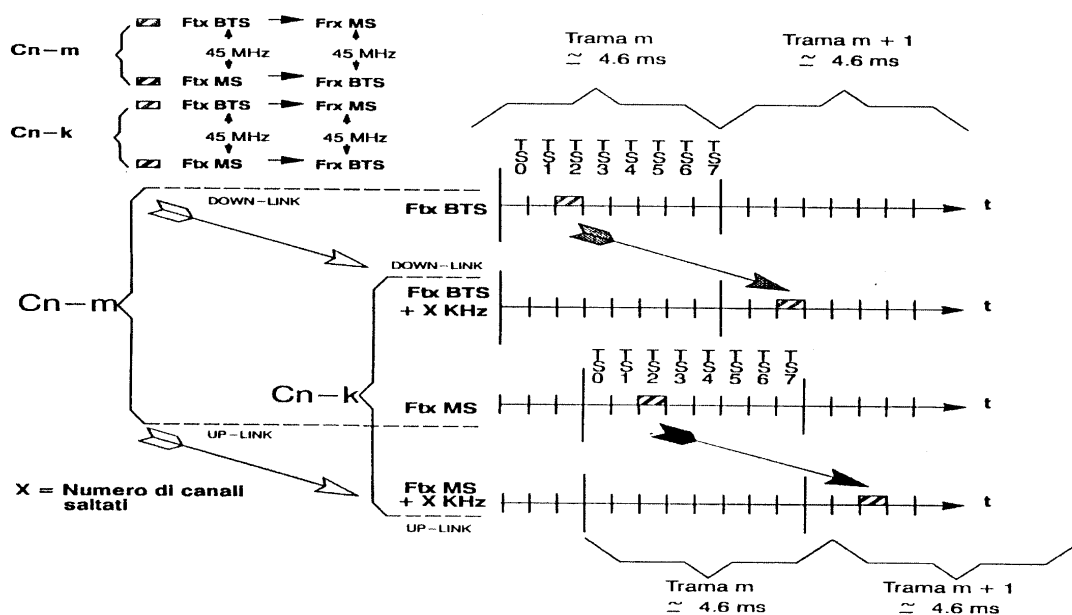 Cn-m
Ftx BTS Frx MS
45 MHz 45 MHz
Ftx MS Frx BTS
Cn-k
Ftx BTS Frx MS
45 MHz 45 MHz
Ftx MS Frx BTS
Trama m
≃ 4.6 ms
Trama m + 1
≃ 4.6 ms
TS0 TS1 TS2 TS3 TS4 TS5 TS6 TS7
DOWN-LINK
Ftx BTS
t
DOWN-LINK
Ftx BTS
+ X KHz
t
Cn-m
TS0 TS1 TS2 TS3 TS4 TS5 TS6 TS7
Cn-k
Ftx MS
t
UP-LINK
X = Numero di canali
saltati
Ftx MS
+ X KHz
t
UP-LINK
Trama m
≃ 4.6 ms
Trama m + 1
≃ 4.6 ms